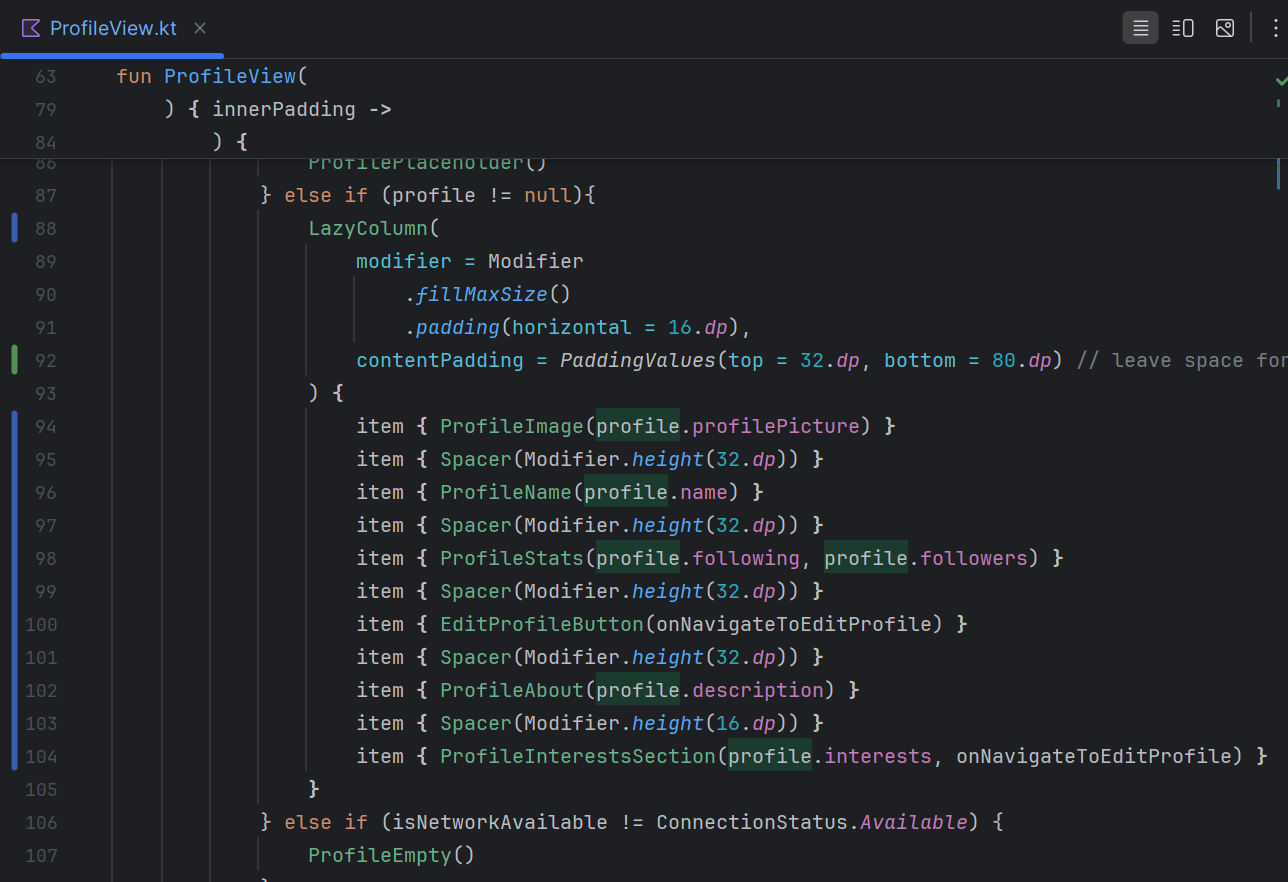 ProfileView.kt
63 fun ProfileView(
79 ) { innerPadding ->
84 ) {
86 ProfilePlaceholder()
87 } else if (profile != null){
88 LazyColumn(
89 modifier = Modifier
90 .fillMaxSize()
91 .padding(horizontal = 16.dp),
92 contentPadding = PaddingValues(top = 32.dp, bottom = 80.dp) // leave space for
93 ) {
94 item { ProfileImage(profile.profilePicture) }
95 item { Spacer(Modifier.height(32.dp)) }
96 item { ProfileName(profile.name) }
97 item { Spacer(Modifier.height(32.dp)) }
98 item { ProfileStats(profile.following, profile.followers) }
99 item { Spacer(Modifier.height(32.dp)) }
100 item { EditProfileButton(onNavigateToEditProfile) }
101 item { Spacer(Modifier.height(32.dp)) }
102 item { ProfileAbout(profile.description) }
103 item { Spacer(Modifier.height(16.dp)) }
104 item { ProfileInterestsSection(profile.interests, onNavigateToEditProfile) }
105 }
106 } else if (isNetworkAvailable != ConnectionStatus.Available) {
107 ProfileEmpty()